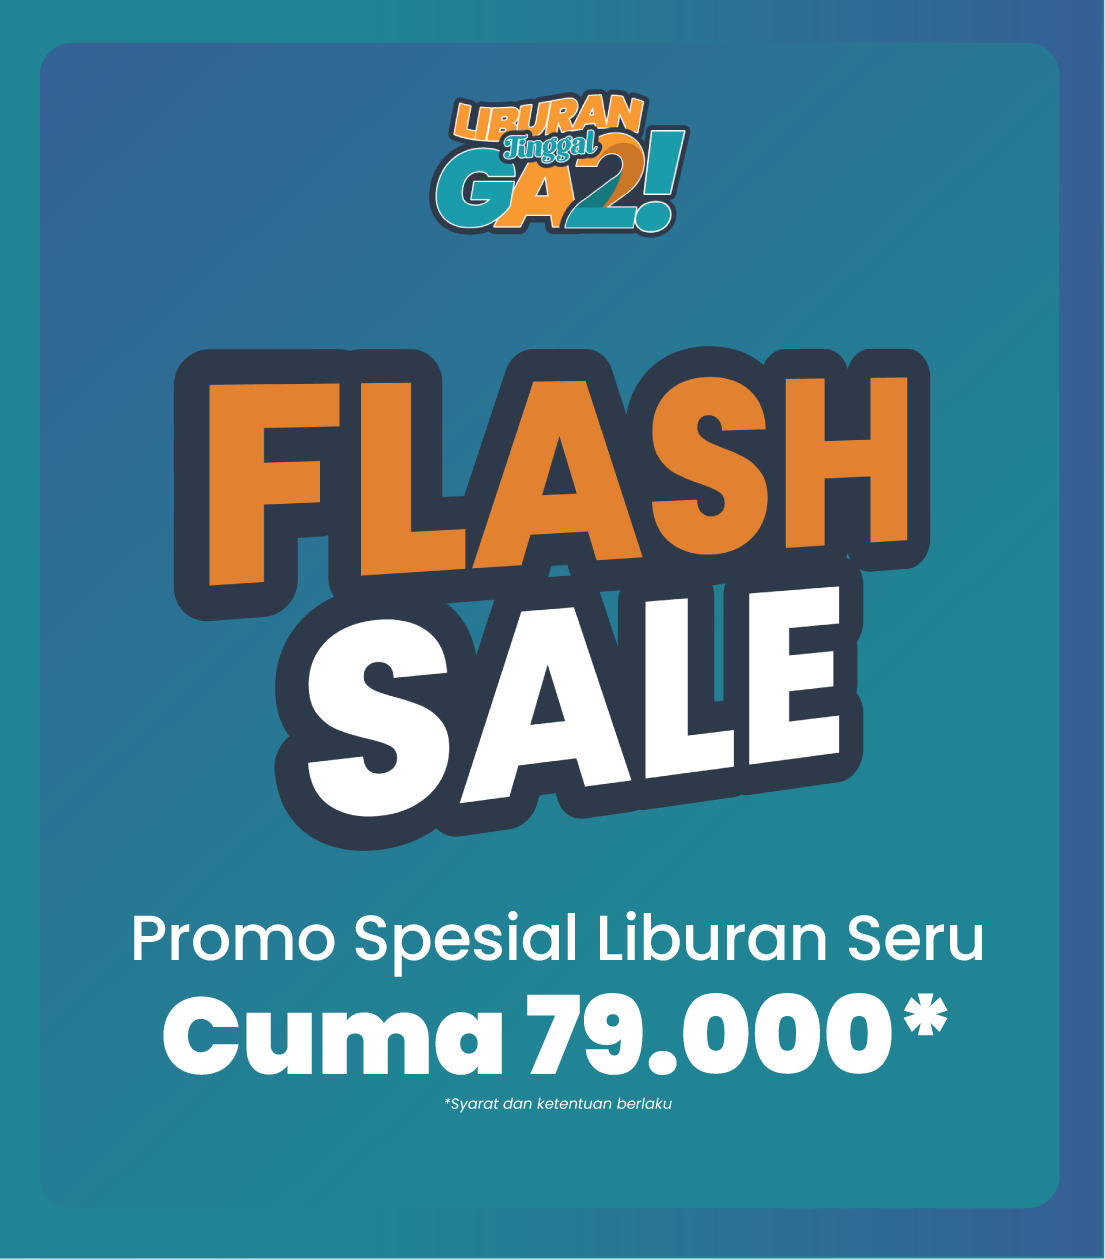 LIBURAN
Tinggal
GA2!
FLASH
SALE
Promo Spesial Liburan Seru
Cuma 79.000*
*Syarat dan ketentuan berlaku